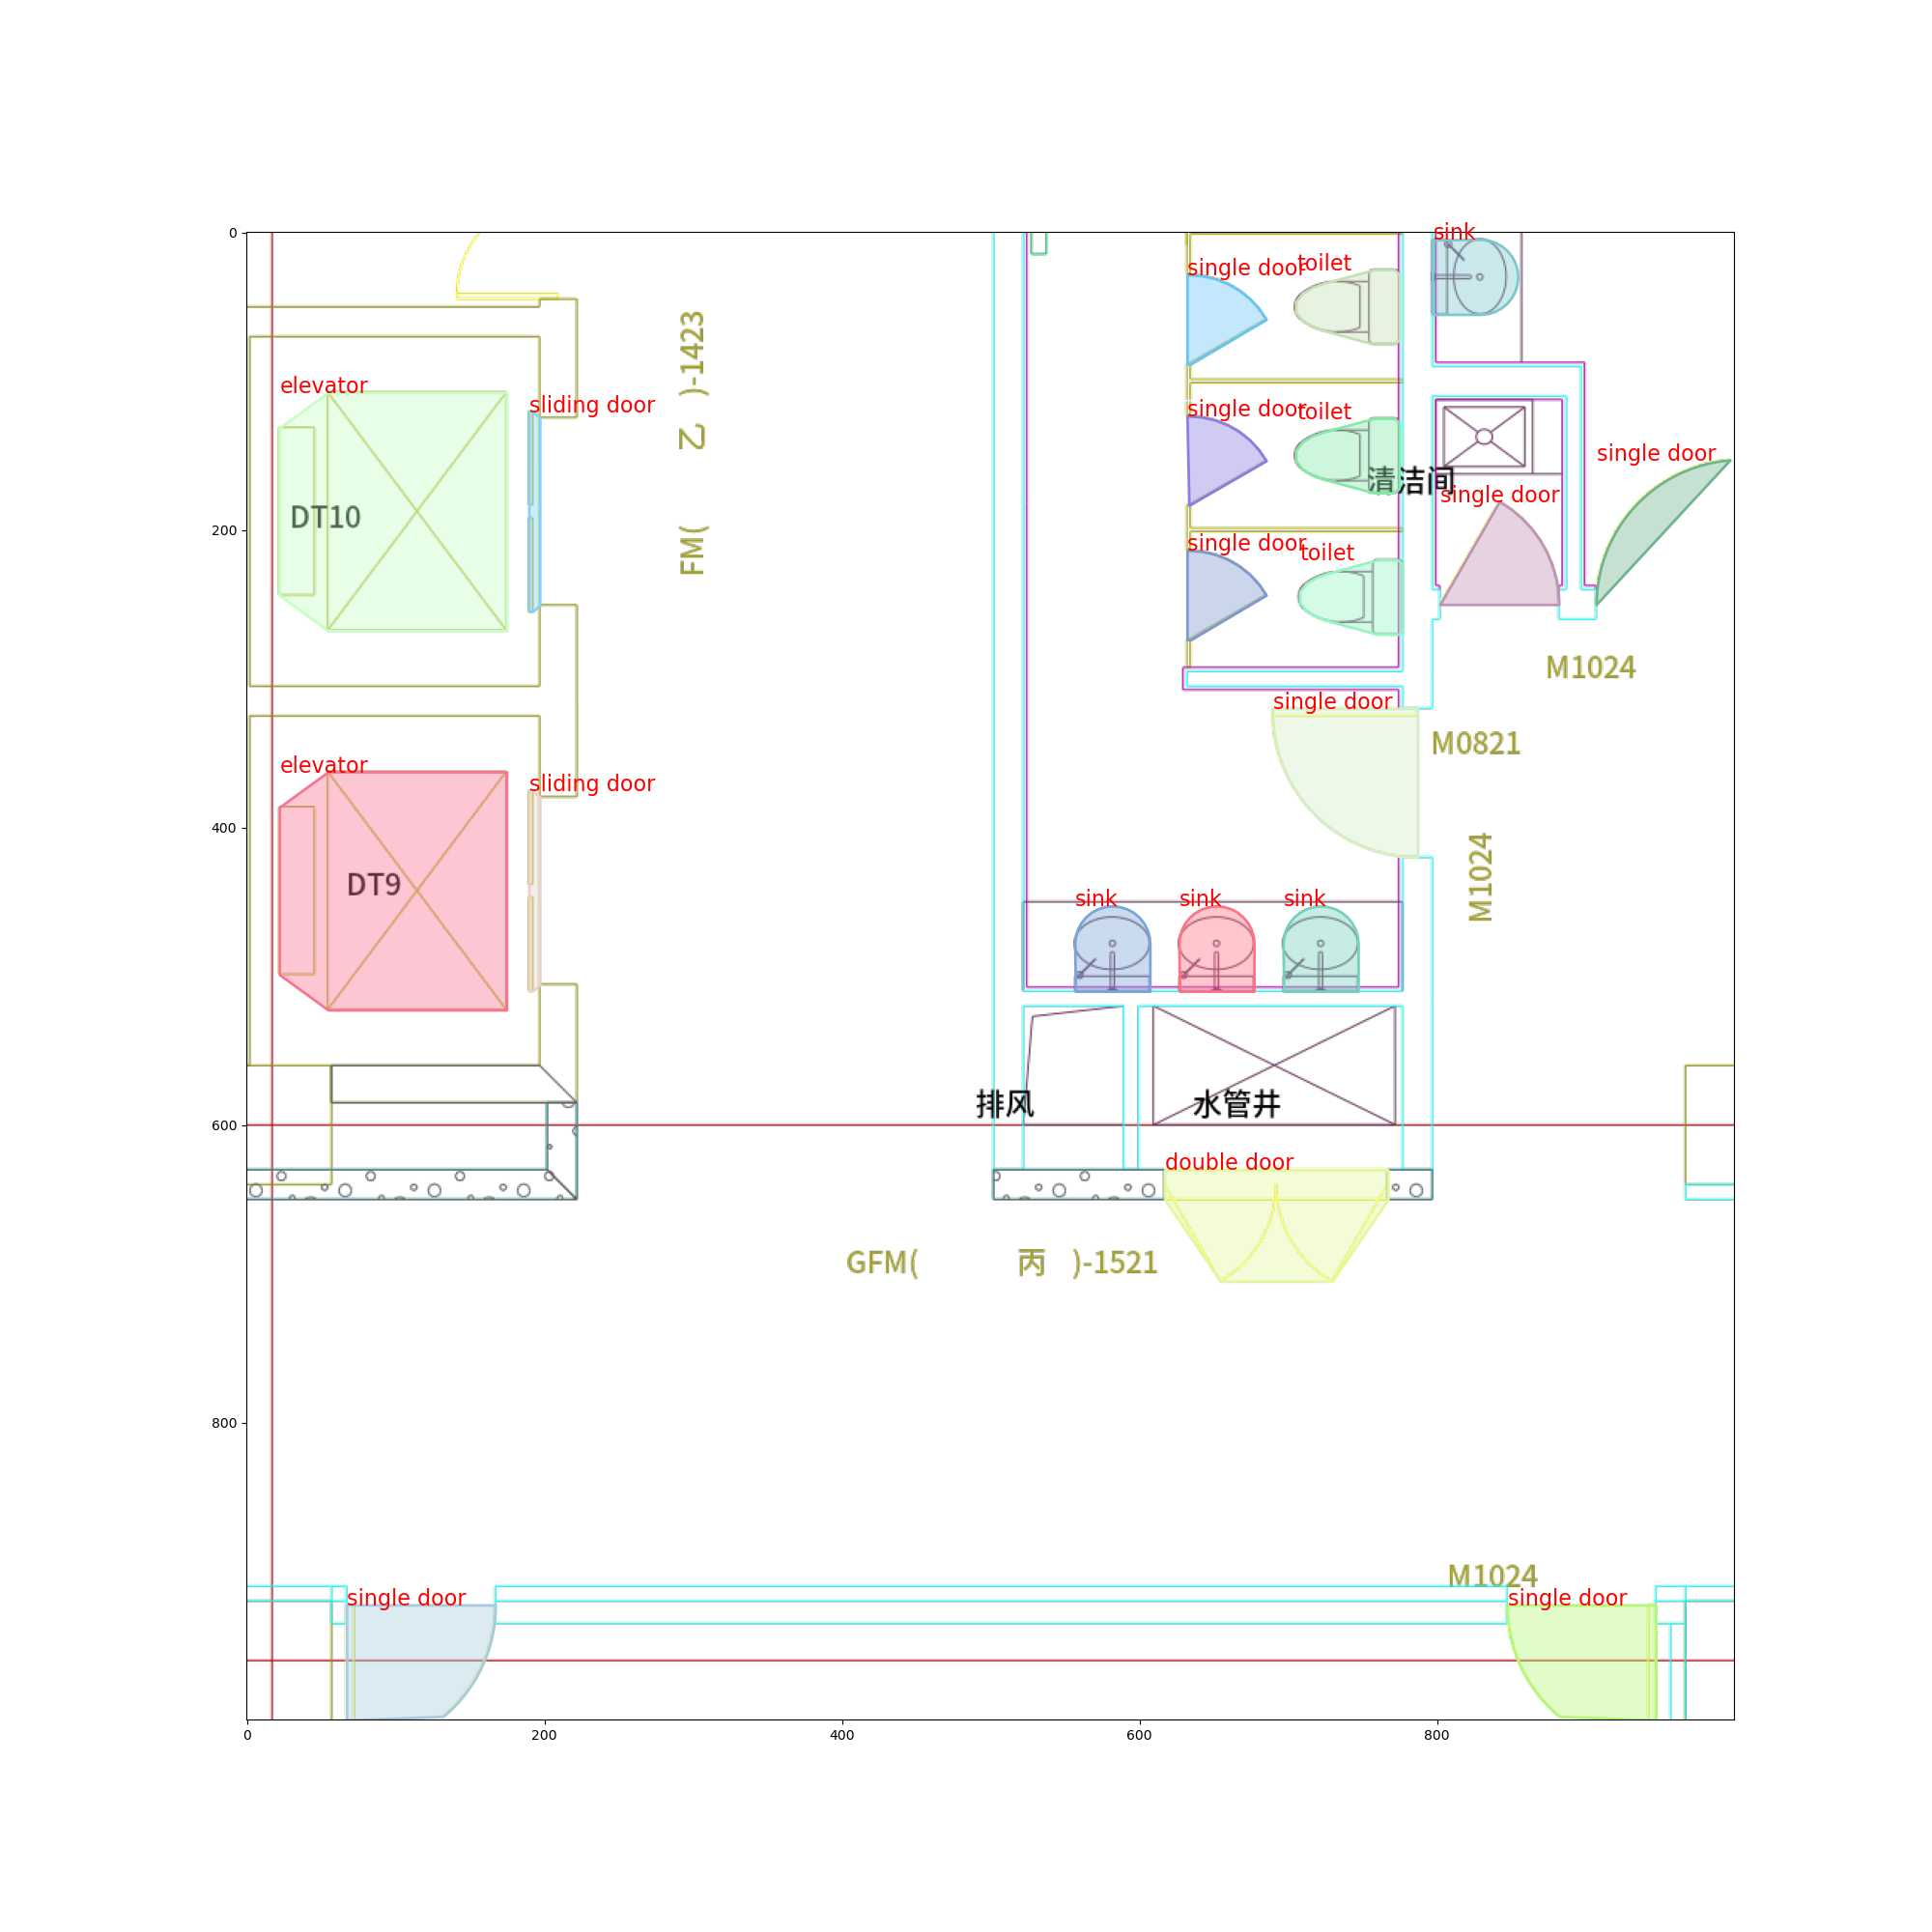 0
sink
single door
toilet
elevator
sliding door
FM( 乙 )-1423
single door
toilet
清洁间
single door
single door
DT10
200
single door
toilet
M1024
single door
M0821
elevator
sliding door
400
M1024
DT9
sink
sink
sink
排风
水管井
600
double door
GFM( 丙 )-1521
800
M1024
single door
single door
0
200
400
600
800